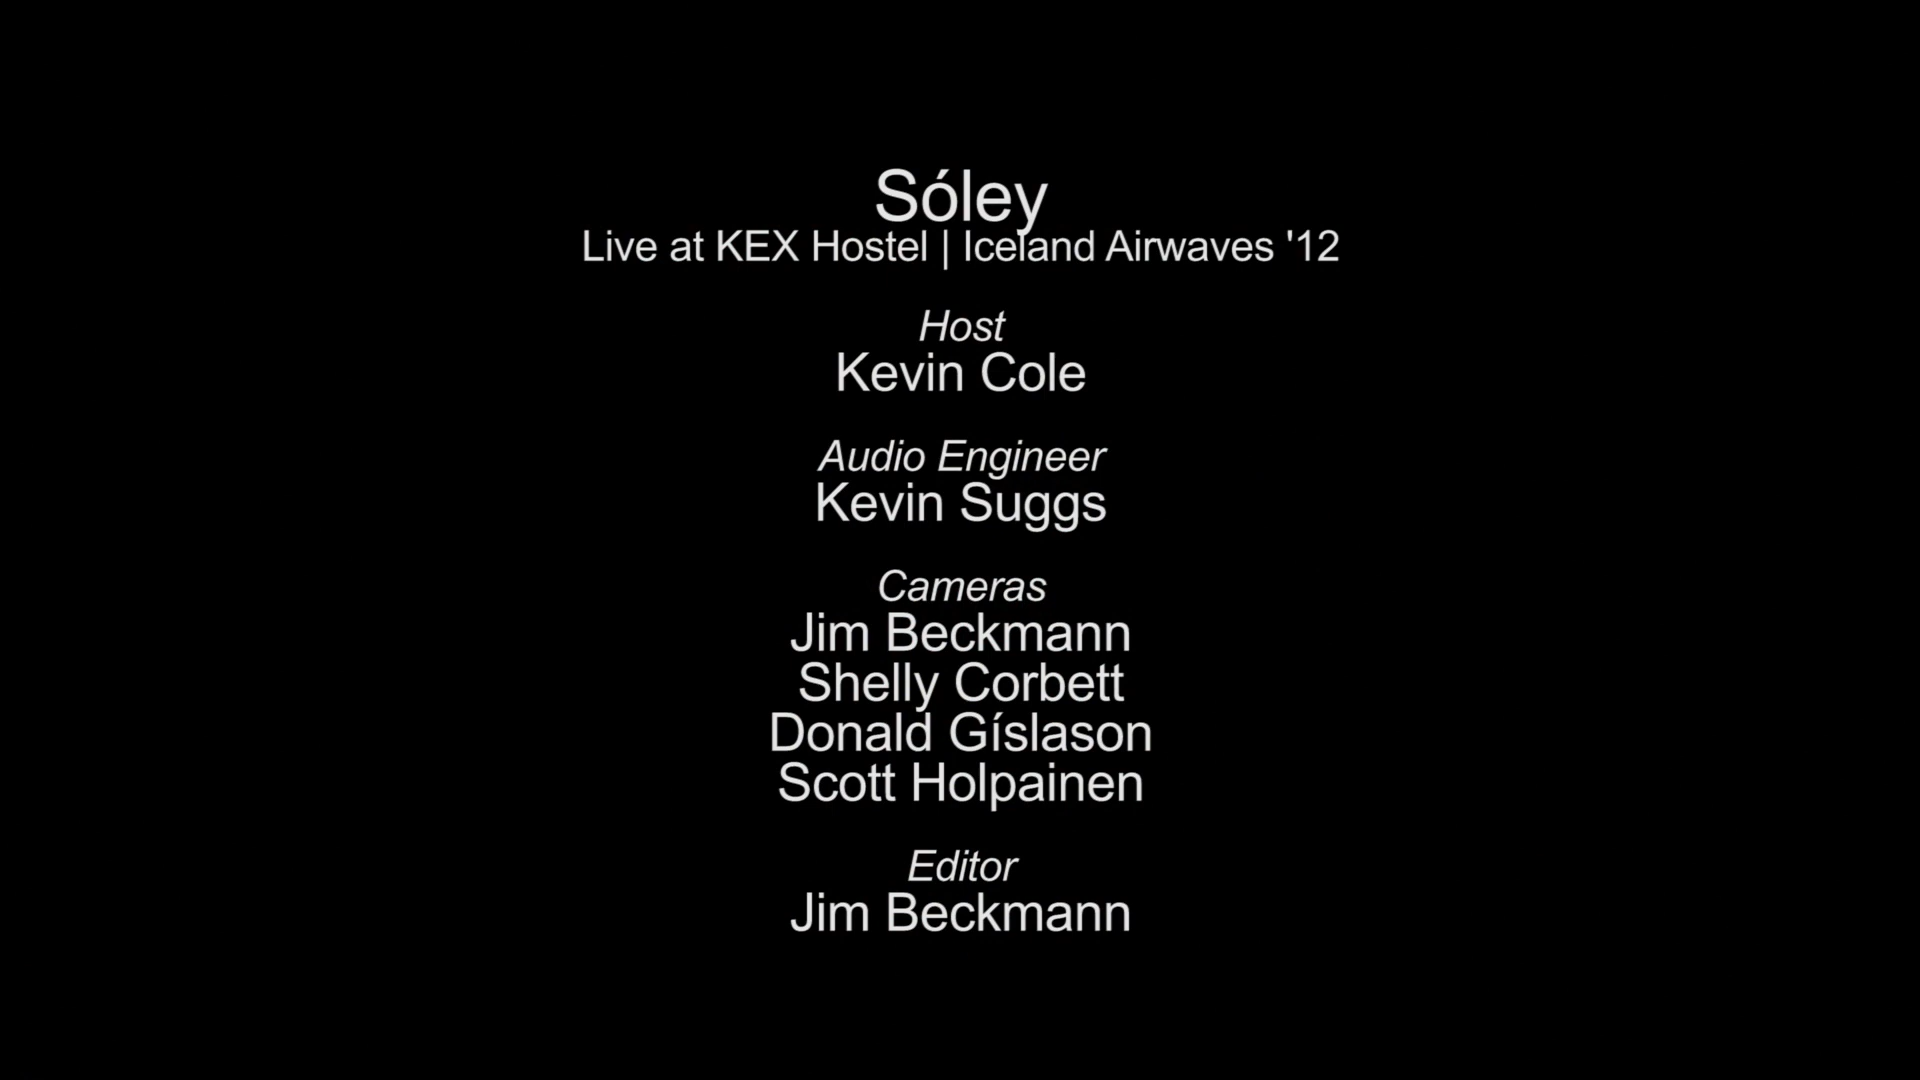 Sóley
Live at KEX Hostel | Iceland Airwaves '12
Host
Kevin Cole
Audio Engineer
Kevin Suggs
Cameras
Jim Beckmann
Shelly Corbett
Donald Gíslason
Scott Holpainen
Editor
Jim Beckmann